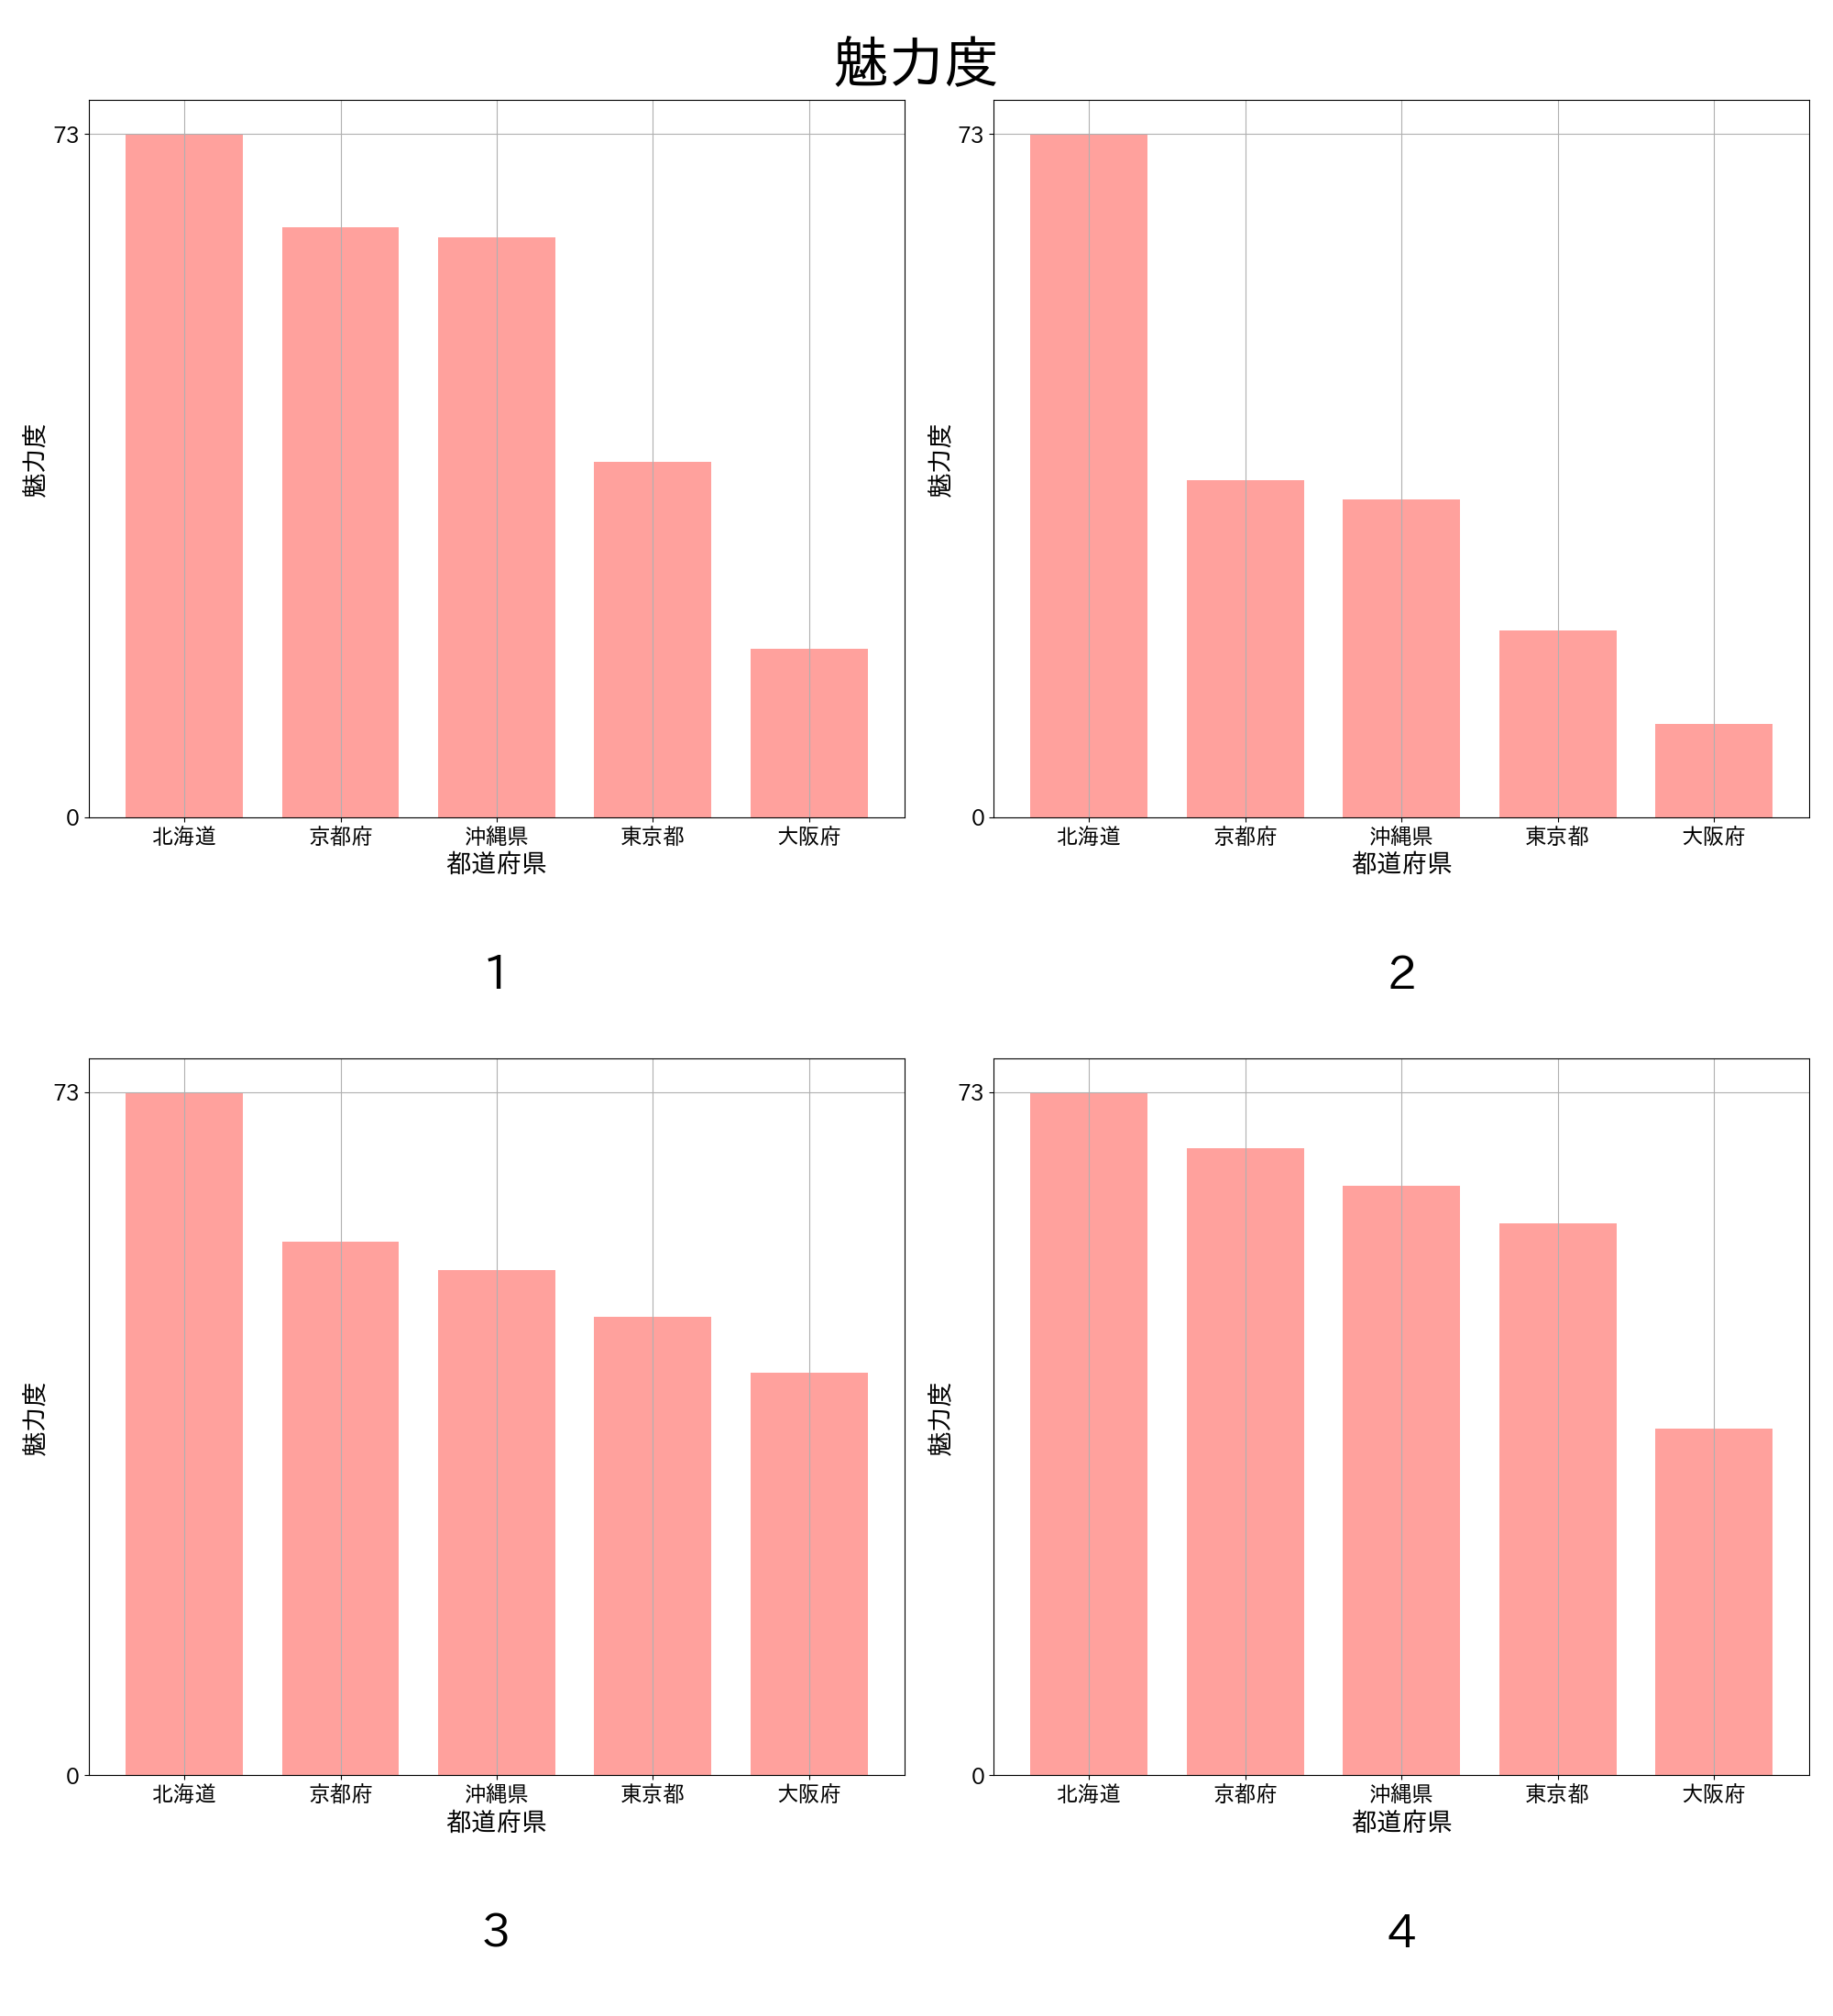 魅力度
73
0
魅力度
北海道 京都府 沖縄県 東京都 大阪府
都道府県
1
73
0
魅力度
北海道 京都府 沖縄県 東京都 大阪府
都道府県
2
73
0
魅力度
北海道 京都府 沖縄県 東京都 大阪府
都道府県
3
73
0
魅力度
北海道 京都府 沖縄県 東京都 大阪府
都道府県
4